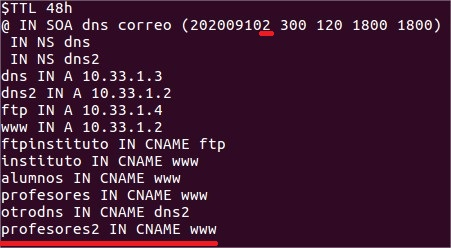 $TTL 48h
@ IN SOA dns correo (2020091​02 300 120 1800 1800)
 IN NS dns
 IN NS dns2
dns IN A 10.33.1.3
dns2 IN A 10.33.1.2
ftp IN A 10.33.1.4
www IN A 10.33.1.2
ftpinstituto IN CNAME ftp
instituto IN CNAME www
alumnos IN CNAME www
profesores IN CNAME www
otrodns IN CNAME dns2
profesores2 IN CNAME www